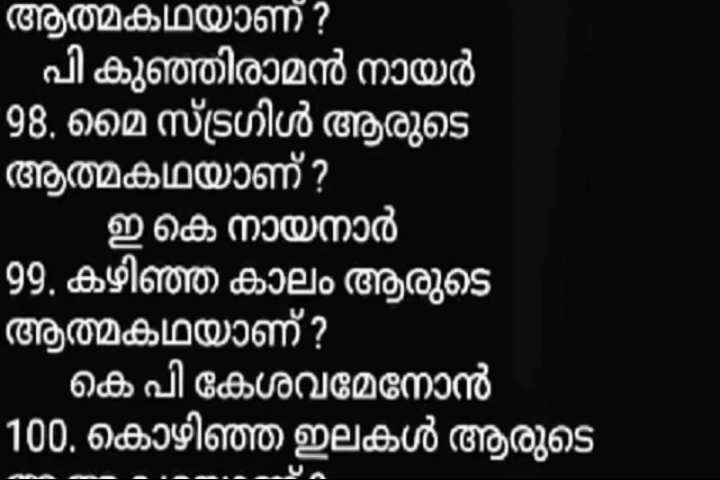 ആത്മകഥയാണ് ?
പി കുഞ്ഞിരാമൻ നായർ
98. മൈ സ്ട്രഗിൾ ആരുടെ
ആത്മകഥയാണ് ?
ഇ കെ നായനാർ
99. കഴിഞ്ഞ കാലം ആരുടെ
ആത്മകഥയാണ് ?
കെ പി കേശവമേനോൻ
100. കൊഴിഞ്ഞ ഇലകൾ ആരുടെ